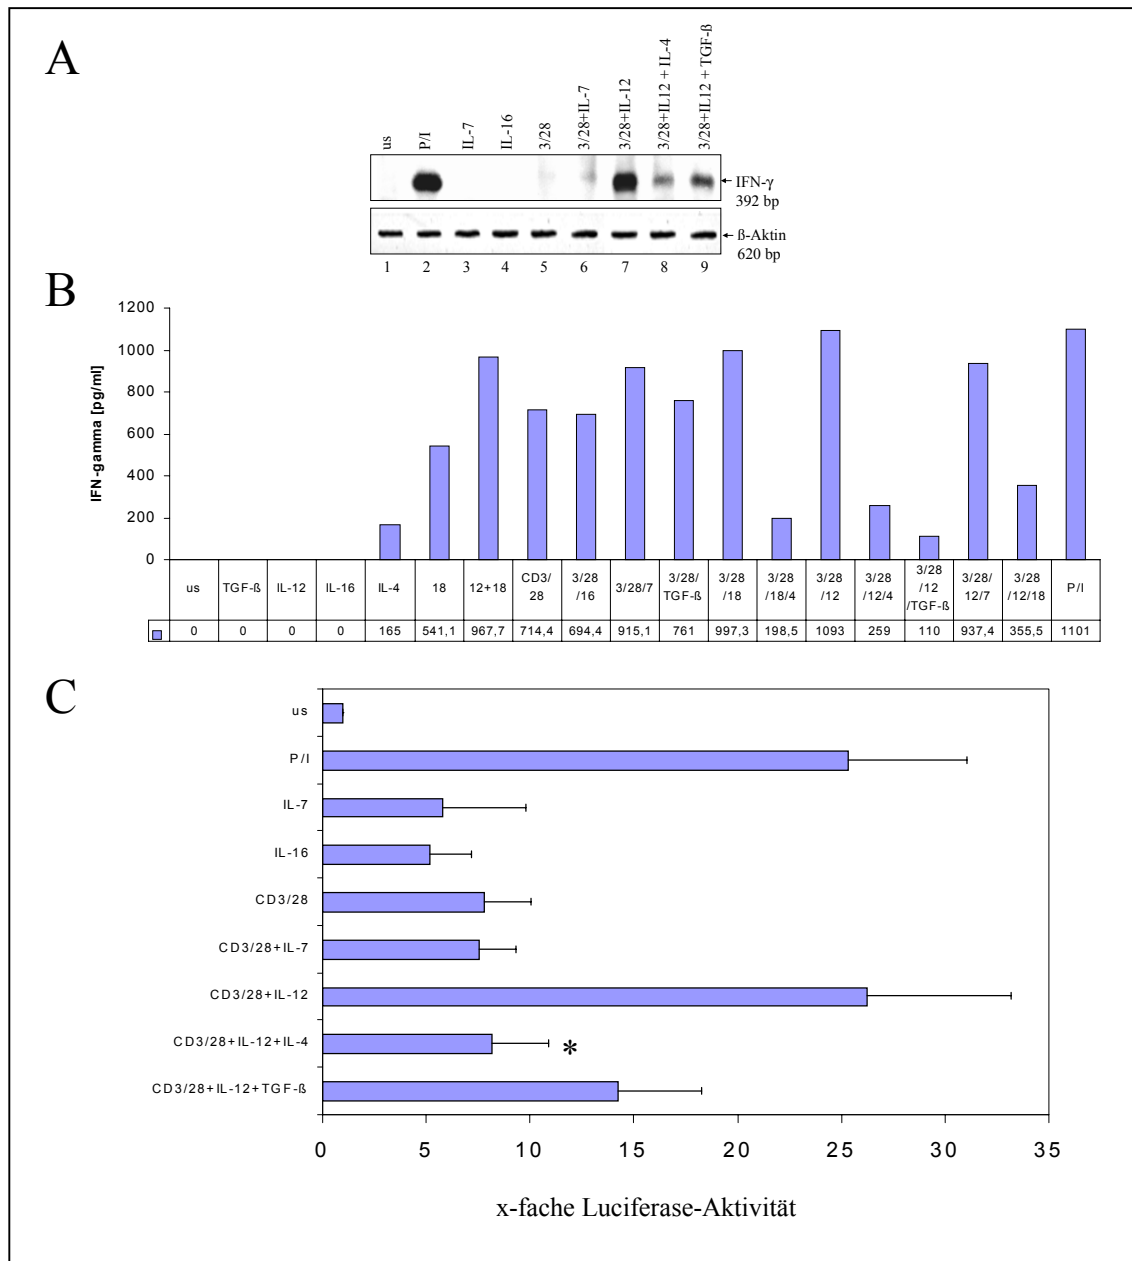 A
us
P/I
IL-7
IL-16
3/28
3/28+IL-7
3/28+IL-12
3/28+IL12 + IL-4
3/28+IL12 + TGF-ß
IFN-γ
392 bp
ß-Aktin
620 bp
1 2 3 4 5 6 7 8 9
B
IFN-gamma [pg/ml]
1200
1000
800
600
400
200
0
us TGF-ß IL-12 IL-16 IL-4 18 12+18 CD3/28 3/28/16 3/28/7 3/28/TGF-ß 3/28/18 3/28/18/4 3/28/12 3/28/12/4 3/28/12/TGF-ß 3/28/12/7 3/28/12/18 P/I
0 0 0 0 165 541,1 967,7 714,4 694,4 915,1 761 997,3 198,5 1093 259 110 937,4 355,5 1101
C
us
P/I
IL-7
IL-16
CD3/28
CD3/28+IL-7
CD3/28+IL-12
CD3/28+IL-12+IL-4
*
CD3/28+IL-12+TGF-ß
0 5 10 15 20 25 30 35
x-fache Luciferase-Aktivität